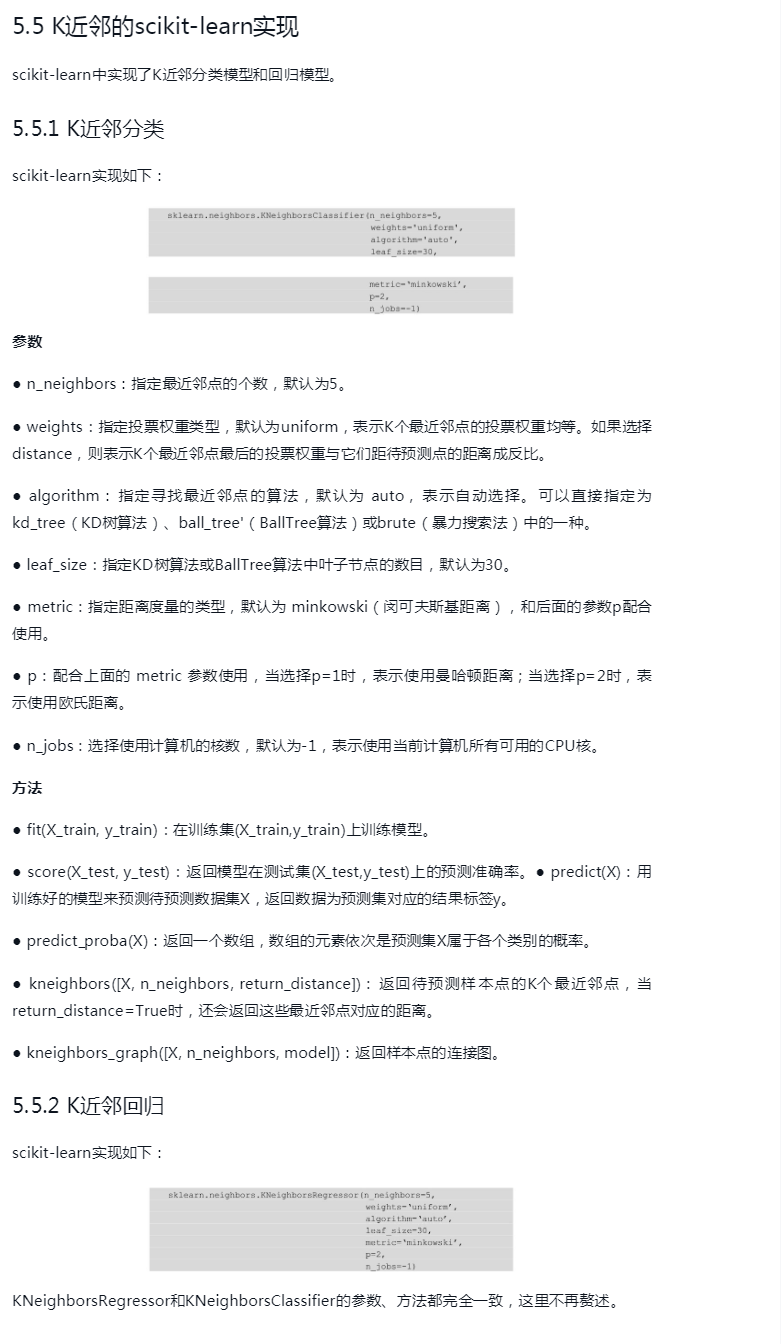 5.5 K近邻的scikit-learn实现
scikit-learn中实现了K近邻分类模型和回归模型。
5.5.1 K近邻分类
scikit-learn实现如下：
sklearn.neighbors.KNeighborsClassifier(n_neighbors=5,
weights='uniform',
algorithm='auto',
leaf_size=30,
metric='minkowski',
p=2,
n_jobs=-1)
参数
● n_neighbors：指定最近邻点的个数，默认为5。
● weights：指定投票权重类型，默认为uniform，表示K个最近邻点的投票权重均等。如果选择
distance，则表示K个最近邻点最后的投票权重与它们距待预测点的距离成反比。
● algorithm：指定寻找最近邻点的算法，默认为 auto，表示自动选择。可以直接指定为
kd_tree（KD树算法）、ball_tree'（BallTree算法）或brute（暴力搜索法）中的一种。
● leaf_size：指定KD树算法或BallTree算法中叶子节点的数目，默认为30。
● metric：指定距离度量的类型，默认为 minkowski（闵可夫斯基距离），和后面的参数p配合
使用。
● p：配合上面的 metric 参数使用，当选择p=1时，表示使用曼哈顿距离；当选择p=2时，表
示使用欧氏距离。
● n_jobs：选择使用计算机的核数，默认为-1，表示使用当前计算机所有可用的CPU核。
方法
● fit(X_train, y_train)：在训练集(X_train,y_train)上训练模型。
● score(X_test, y_test)：返回模型在测试集(X_test,y_test)上的预测准确率。● predict(X)：用
训练好的模型来预测待预测数据集X，返回数据为预测集对应的结果标签y。
● predict_proba(X)：返回一个数组，数组的元素依次是预测集X属于各个类别的概率。
● kneighbors([X, n_neighbors, return_distance])：返回待预测样本点的K个最近邻点，当
return_distance=True时，还会返回这些最近邻点对应的距离。
● kneighbors_graph([X, n_neighbors, model])：返回样本点的连接图。
5.5.2 K近邻回归
scikit-learn实现如下：
sklearn.neighbors.KNeighborsRegressor(n_neighbors=5,
weights='uniform',
algorithm='auto',
leaf_size=30,
metric='minkowski',
p=2,
n_jobs=-1)
KNeighborsRegressor和KNeighborsClassifier的参数、方法都完全一致，这里不再赘述。